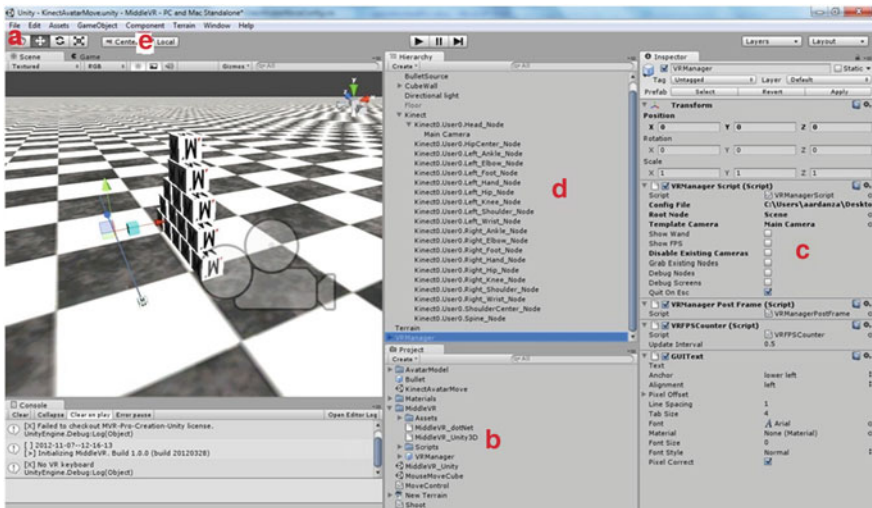 Unity - KinectAvatarMove.unity - MiddleVR - PC and Mac Standalone*
File Edit Assets GameObject Component Terrain Window Help
a
e
Local
Layers
Layout
Scene
Game
Textured
RGB
Gizmos
All
y
M
Console
Clear Collapse Clear on play Error pause Open Editor Log
[X] Failed to checkout MVR-Pro-Creation-Unity license.
UnityEngine.Debug:Log(Object)
[ ] 2012-11-07--12-16-13
[>] Initializing MiddleVR. Build 1.0.0 (build 20120328)
[X] No VR keyboard
UnityEngine.Debug:Log(Object)
Hierarchy
Create
All
BulletSource
CubeWall
Directional light
Floor
Kinect
Kinect0.User0.Head_Node
Main Camera
Kinect0.User0.HipCenter_Node
Kinect0.User0.Left_Ankle_Node
Kinect0.User0.Left_Elbow_Node
Kinect0.User0.Left_Foot_Node
Kinect0.User0.Left_Hand_Node
Kinect0.User0.Left_Hip_Node
Kinect0.User0.Left_Knee_Node
Kinect0.User0.Left_Shoulder_Node
Kinect0.User0.Left_Wrist_Node
Kinect0.User0.Right_Ankle_Node
Kinect0.User0.Right_Elbow_Node
Kinect0.User0.Right_Foot_Node
Kinect0.User0.Right_Hand_Node
Kinect0.User0.Right_Hip_Node
Kinect0.User0.Right_Knee_Node
Kinect0.User0.Right_Shoulder_Node
Kinect0.User0.Right_Wrist_Node
Kinect0.User0.ShoulderCenter_Node
Kinect0.User0.Spine_Node
Terrain
VRManager
d
Project
Create
All
AvatarModel
Bullet
KinectAvatarMove
Materials
MiddleVR
Assets
MiddleVR_dotNet
MiddleVR_Unity3D
Scripts
VRManager
MiddleVR_Unity
MouseMoveCube
MoveControl
New Terrain
Shoot
b
Inspector
VRManager Static
Tag Untagged Layer Default
Prefab Select Revert Apply
Transform
Position
X 0 Y 0 Z 0
Rotation
X 0 Y 0 Z 0
Scale
X 1 Y 1 Z 1
VRManager Script (Script)
Script VRManagerScript
Config File C:\Users\aardanza\Deskto
Root Node Scene
Template Camera Main Camera
Show Wand
Show FPS
Disable Existing Cameras
Grab Existing Nodes
Debug Nodes
Debug Screens
Quit On Esc
c
VRManager Post Frame (Script)
Script VRManagerPostFrame
VRFPSCounter (Script)
Script VRFPSCounter
Update Interval 0.5
GUIText
Text
Anchor lower left
Alignment left
Pixel Offset
Line Spacing 1
Tab Size 4
Font Arial
Material None (Material)
Font Size 0
Font Style Normal
Pixel Correct